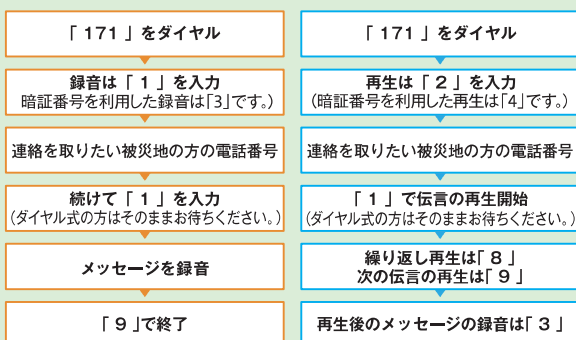 「 171 」をダイヤル
録音は「 1 」を入力
暗証番号を利用した録音は「3」です。)
連絡を取りたい被災地の方の電話番号
続けて「 1 」を入力
(ダイヤル式の方はそのままお待ちください。)
メッセージを録音
「 9 」で終了
「 171 」をダイヤル
再生は「 2 」を入力
(暗証番号を利用した再生は「4」です。)
連絡を取りたい被災地の方の電話番号
「 1 」で伝言の再生開始
(ダイヤル式の方はそのままお待ちください。)
繰り返し再生は「 8 」
次の伝言の再生は「 9 」
再生後のメッセージの録音は「 3 」